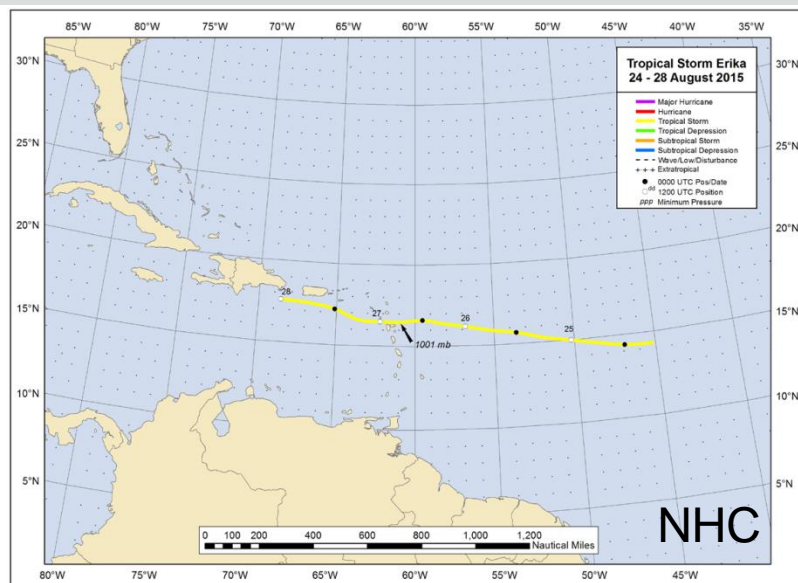 85°W 80°W 75°W 70°W 65°W 60°W 55°W 50°W 45°W 40°W 35°W
30°N 30°N
Tropical Storm Erika
24 - 28 August 2015
Major Hurricane
Hurricane
Tropical Storm
Tropical Depression
Subtropical Storm
Subtropical Depression
Wave/Low/Disturbance
Extratropical
0000 UTC Pos/Date
dd 1200 UTC Position
ppp Minimum Pressure
25°N 25°N
20°N 20°N
28
27
26
25
15°N 15°N
1001 mb
10°N 10°N
5°N 5°N
0 100 200 400 600 800 1,000 1,200
Nautical Miles
NHC
80°W 75°W 70°W 65°W 60°W 55°W 50°W 45°W